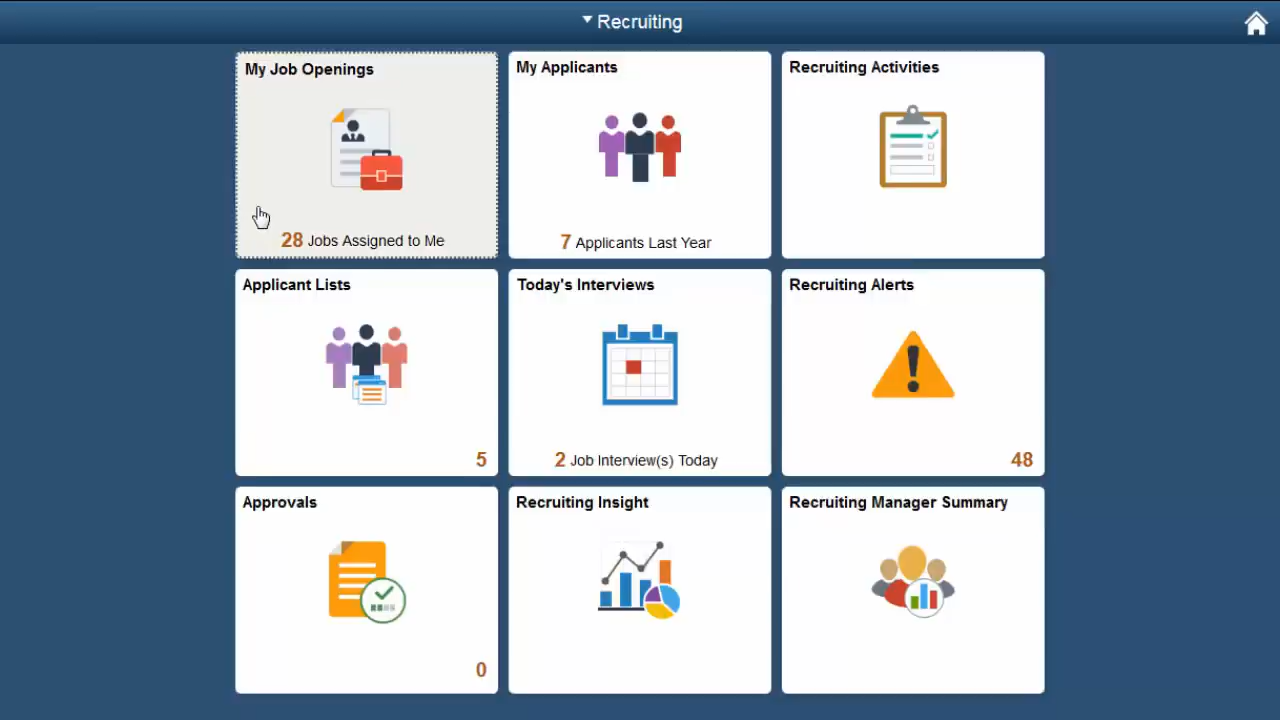 Recruiting
My Job Openings
28 Jobs Assigned to Me
My Applicants
7 Applicants Last Year
Recruiting Activities
Applicant Lists
5
Today's Interviews
2 Job Interview(s) Today
Recruiting Alerts
48
Approvals
0
Recruiting Insight
Recruiting Manager Summary